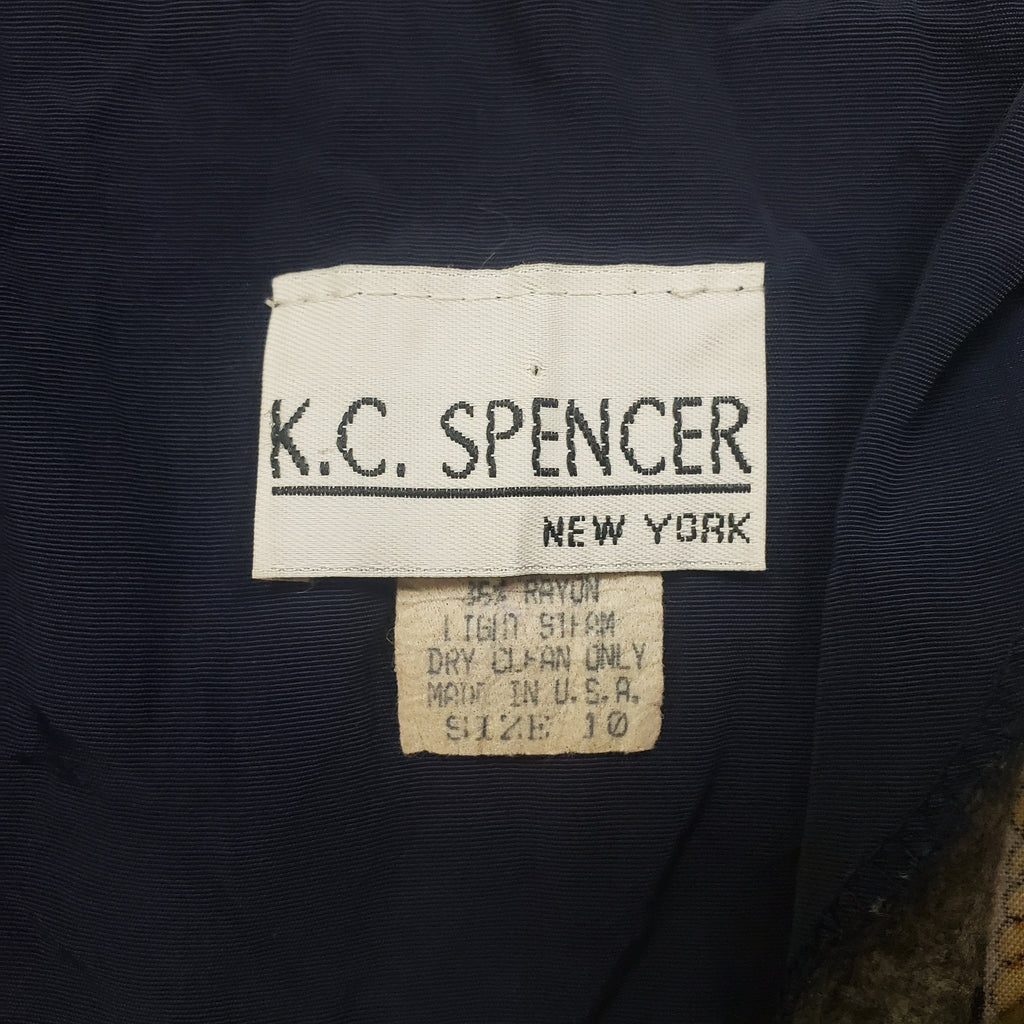 K.C. SPENCER
NEW YORK
RAYON
LIGHT STEAM
DRY CLEAN ONLY
MADE IN U.S.A.
SIZE 10